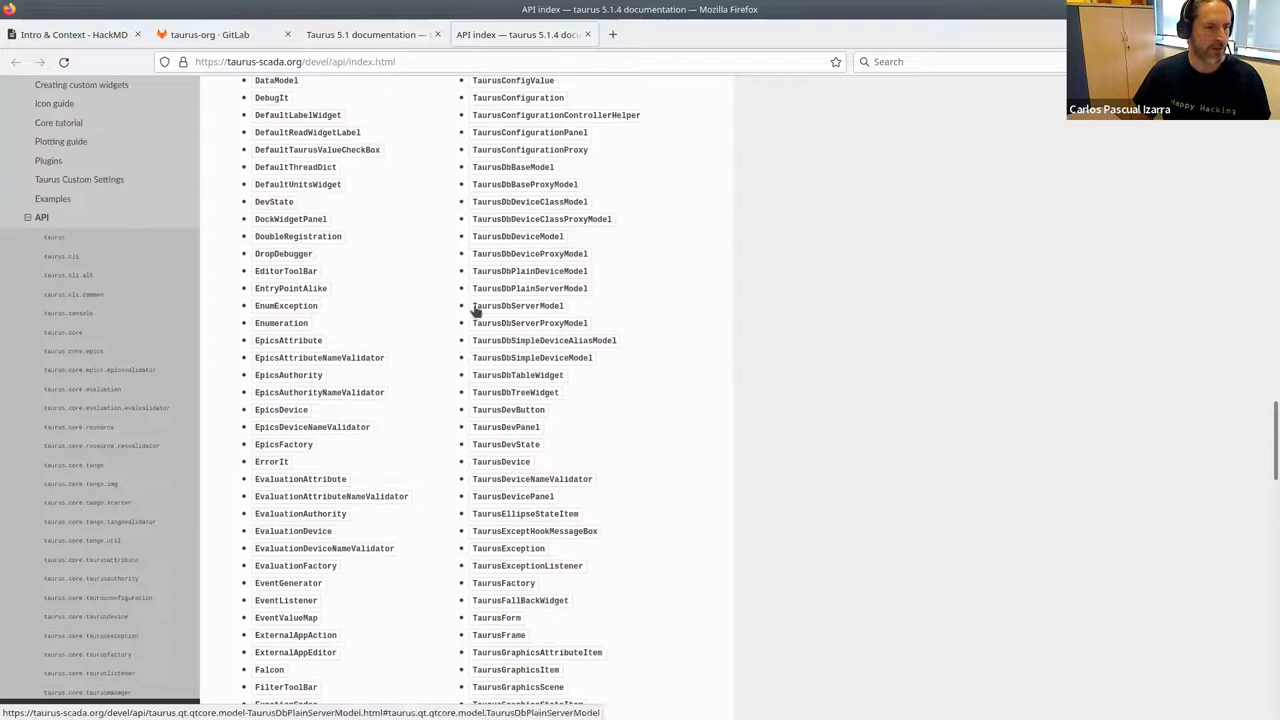 API index — taurus 5.1.4 documentation — Mozilla Firefox
Intro & Context - HackMD
taurus-org · GitLab
Taurus 5.1 documentation —
API index — taurus 5.1.4 docu
https://taurus-scada.org/devel/api/index.html
Search
Carlos Pascual Izarra
Happy Hacking
Creating custom widgets
Icon guide
Core tutorial
Plotting guide
Plugins
Taurus Custom Settings
Examples
API
taurus
taurus.cli
taurus.cli.alt
taurus.cli.common
taurus.console
taurus.core
taurus.core.epics
taurus.core.epics.epicsvalidator
taurus.core.evaluation
taurus.core.evaluation.evalvalidator
taurus.core.resource
taurus.core.resource.resvalidator
taurus.core.tango
taurus.core.tango.img
taurus.core.tango.starter
taurus.core.tango.tangovalidator
taurus.core.tango.util
taurus.core.taurusattribute
taurus.core.taurusauthority
taurus.core.taurusconfiguration
taurus.core.taurusdevice
taurus.core.taurusexception
taurus.core.taurusfactory
taurus.core.tauruslistener
taurus.core.taurusmanager
DataModel
DebugIt
DefaultLabelWidget
DefaultReadWidgetLabel
DefaultTaurusValueCheckBox
DefaultThreadDict
DefaultUnitsWidget
DevState
DockWidgetPanel
DoubleRegistration
DropDebugger
EditorToolBar
EntryPointAlike
EnumException
Enumeration
EpicsAttribute
EpicsAttributeNameValidator
EpicsAuthority
EpicsAuthorityNameValidator
EpicsDevice
EpicsDeviceNameValidator
EpicsFactory
ErrorIt
EvaluationAttribute
EvaluationAttributeNameValidator
EvaluationAuthority
EvaluationDevice
EvaluationDeviceNameValidator
EvaluationFactory
EventGenerator
EventListener
EventValueMap
ExternalAppAction
ExternalAppEditor
Falcon
FilterToolBar
TaurusConfigValue
TaurusConfiguration
TaurusConfigurationControllerHelper
TaurusConfigurationPanel
TaurusConfigurationProxy
TaurusDbBaseModel
TaurusDbBaseProxyModel
TaurusDbDeviceClassModel
TaurusDbDeviceClassProxyModel
TaurusDbDeviceModel
TaurusDbDeviceProxyModel
TaurusDbPlainDeviceModel
TaurusDbPlainServerModel
TaurusDbServerModel
TaurusDbServerProxyModel
TaurusDbSimpleDeviceAliasModel
TaurusDbSimpleDeviceModel
TaurusDbTableWidget
TaurusDbTreeWidget
TaurusDevButton
TaurusDevPanel
TaurusDevState
TaurusDevice
TaurusDeviceNameValidator
TaurusDevicePanel
TaurusEllipseStateItem
TaurusExceptHookMessageBox
TaurusException
TaurusExceptionListener
TaurusFactory
TaurusFallBackWidget
TaurusForm
TaurusFrame
TaurusGraphicsAttributeItem
TaurusGraphicsItem
TaurusGraphicsScene
https://taurus-scada.org/devel/api/taurus.qt.qtcore.model-TaurusDbPlainServerModel.html#taurus.qt.qtcore.model.TaurusDbPlainServerModel